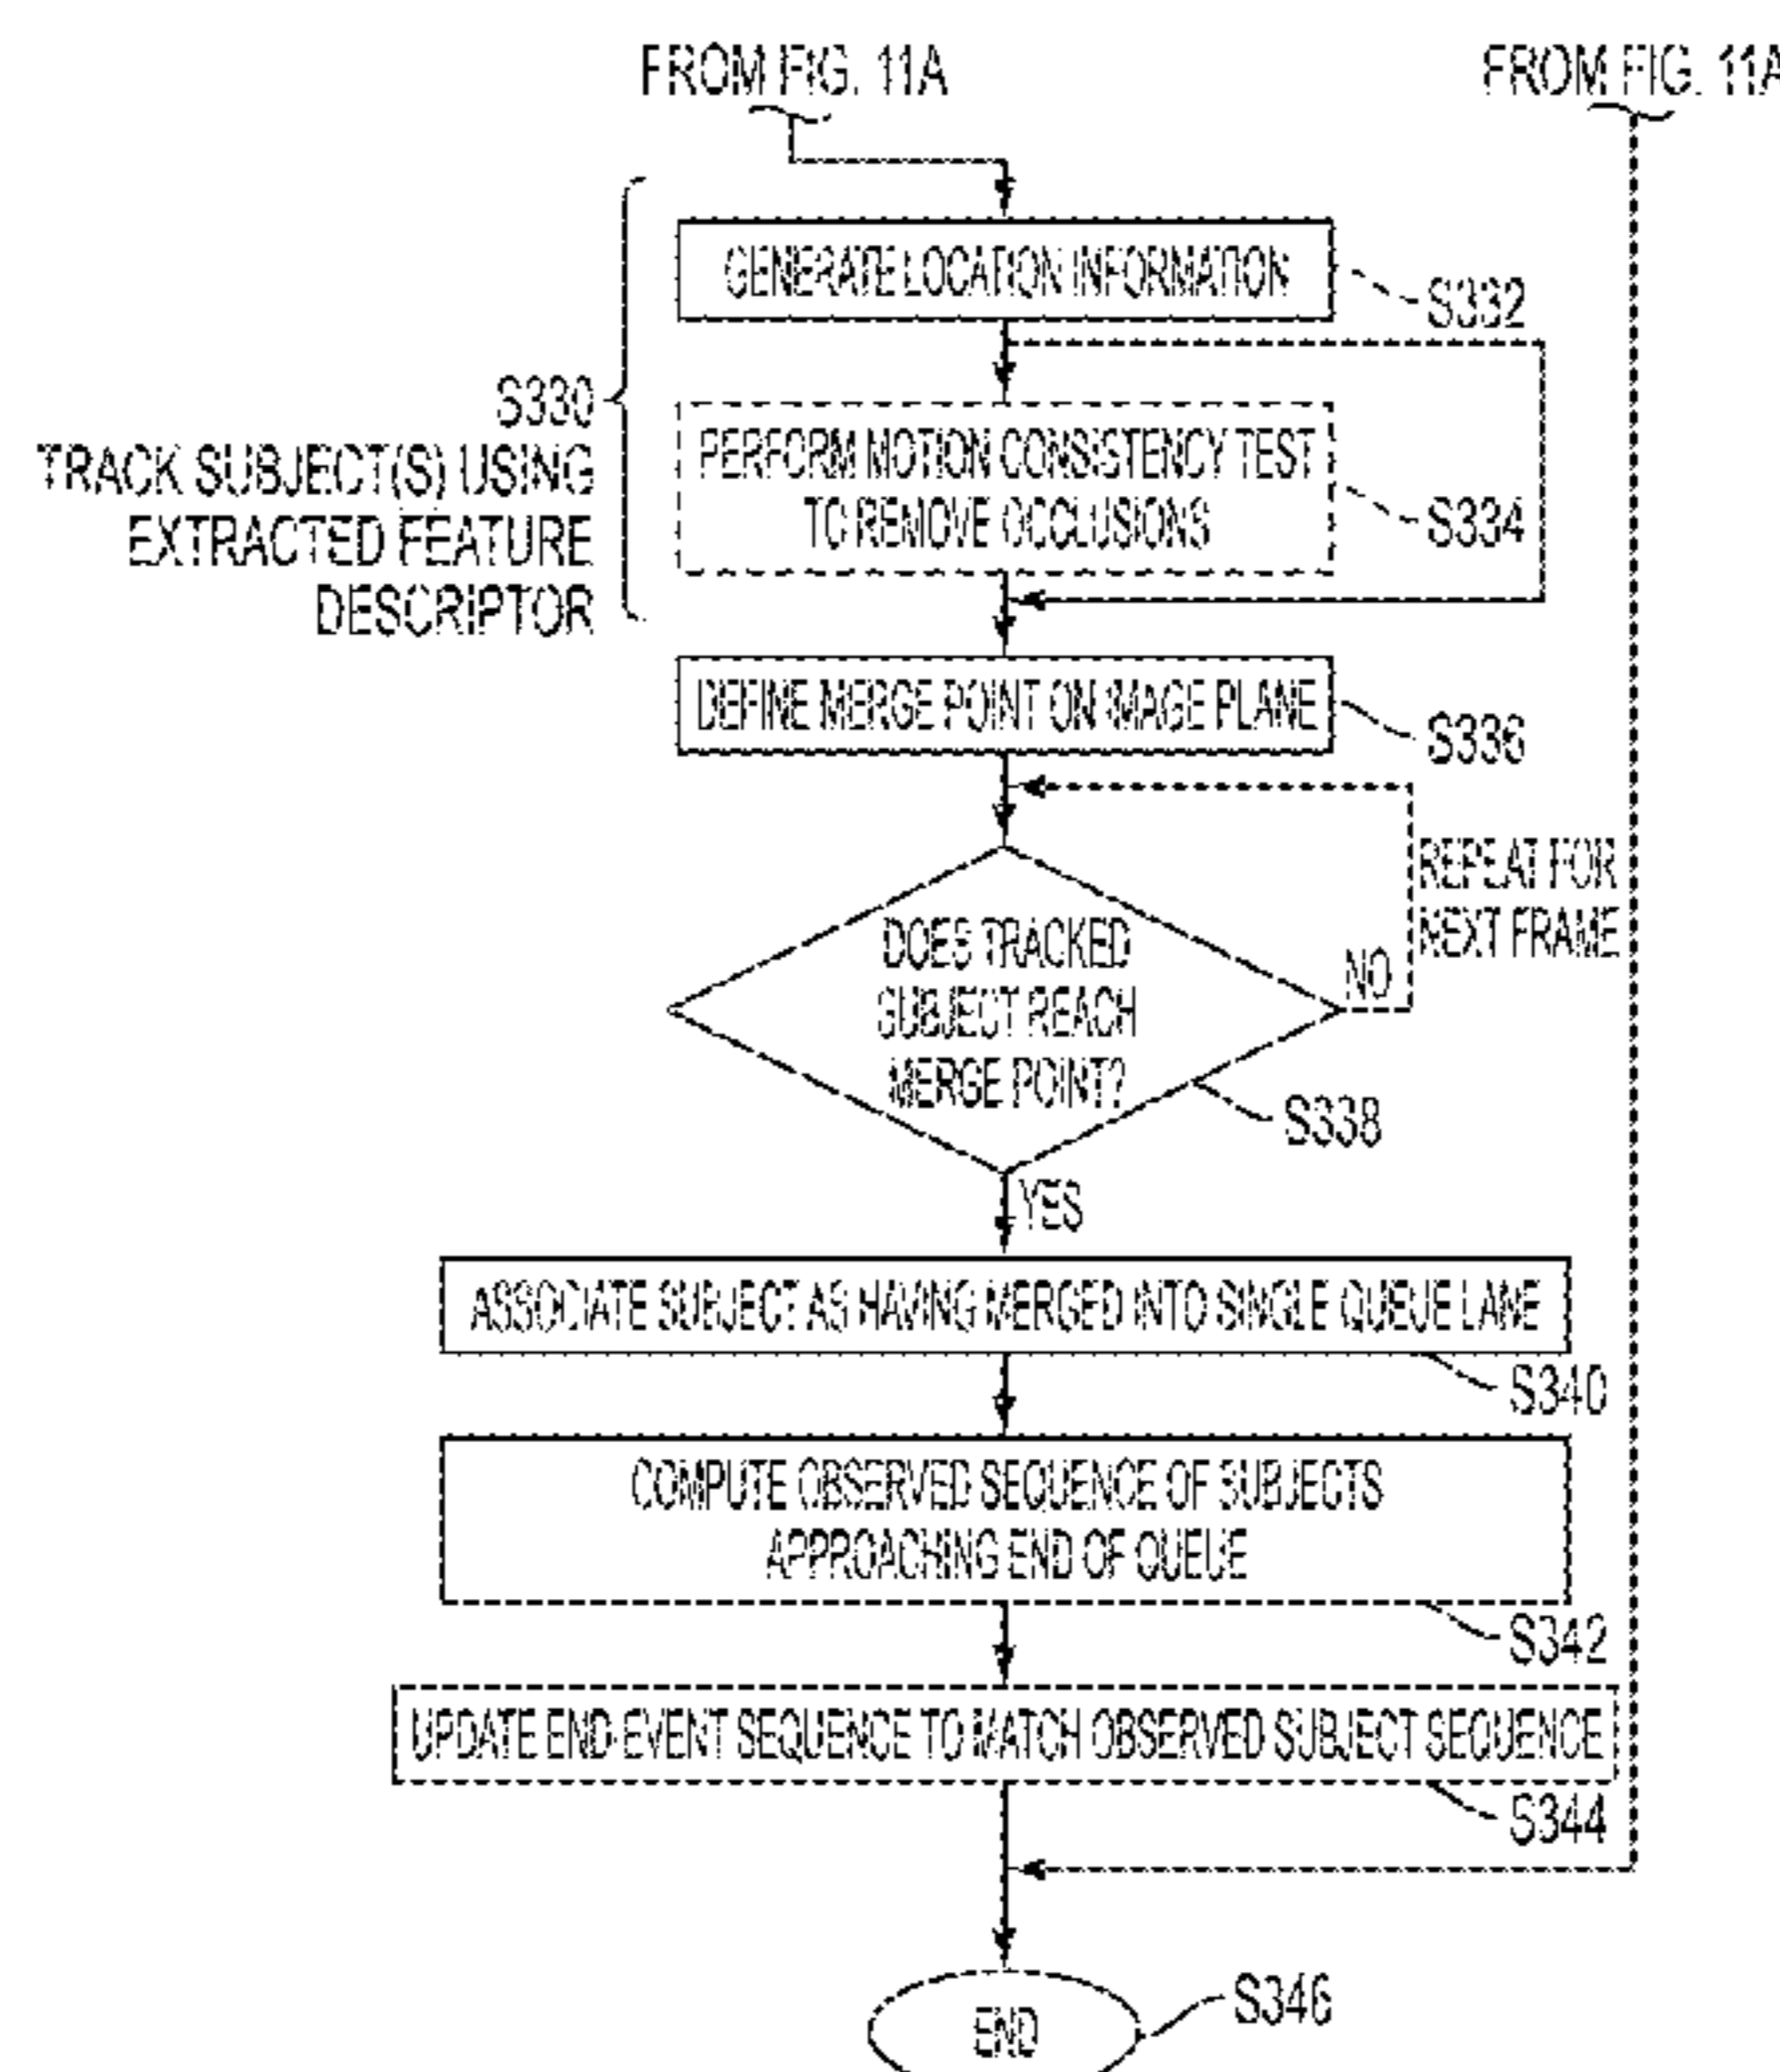 FROM FIG. 11A
FROM FIG. 11A
GENERATE LOCATION INFORMATION
S332
S330
TRACK SUBJECT(S) USING
EXTRACTED FEATURE
DESCRIPTOR
PERFORM MOTION CONSISTENCY TEST
TO REMOVE OCCLUSIONS
S334
DEFINE MERGE POINT ON IMAGE PLANE
S336
REPEAT FOR
NEXT FRAME
DOES TRACKED
SUBJECT REACH
MERGE POINT?
NO
S338
YES
ASSOCIATE SUBJECT AS HAVING MERGED INTO SINGLE QUEUE LANE
S340
COMPUTE OBSERVED SEQUENCE OF SUBJECTS
APPROACHING END OF QUEUE
S342
UPDATE END-EVENT SEQUENCE TO MATCH OBSERVED SUBJECT SEQUENCE
S344
END
S346